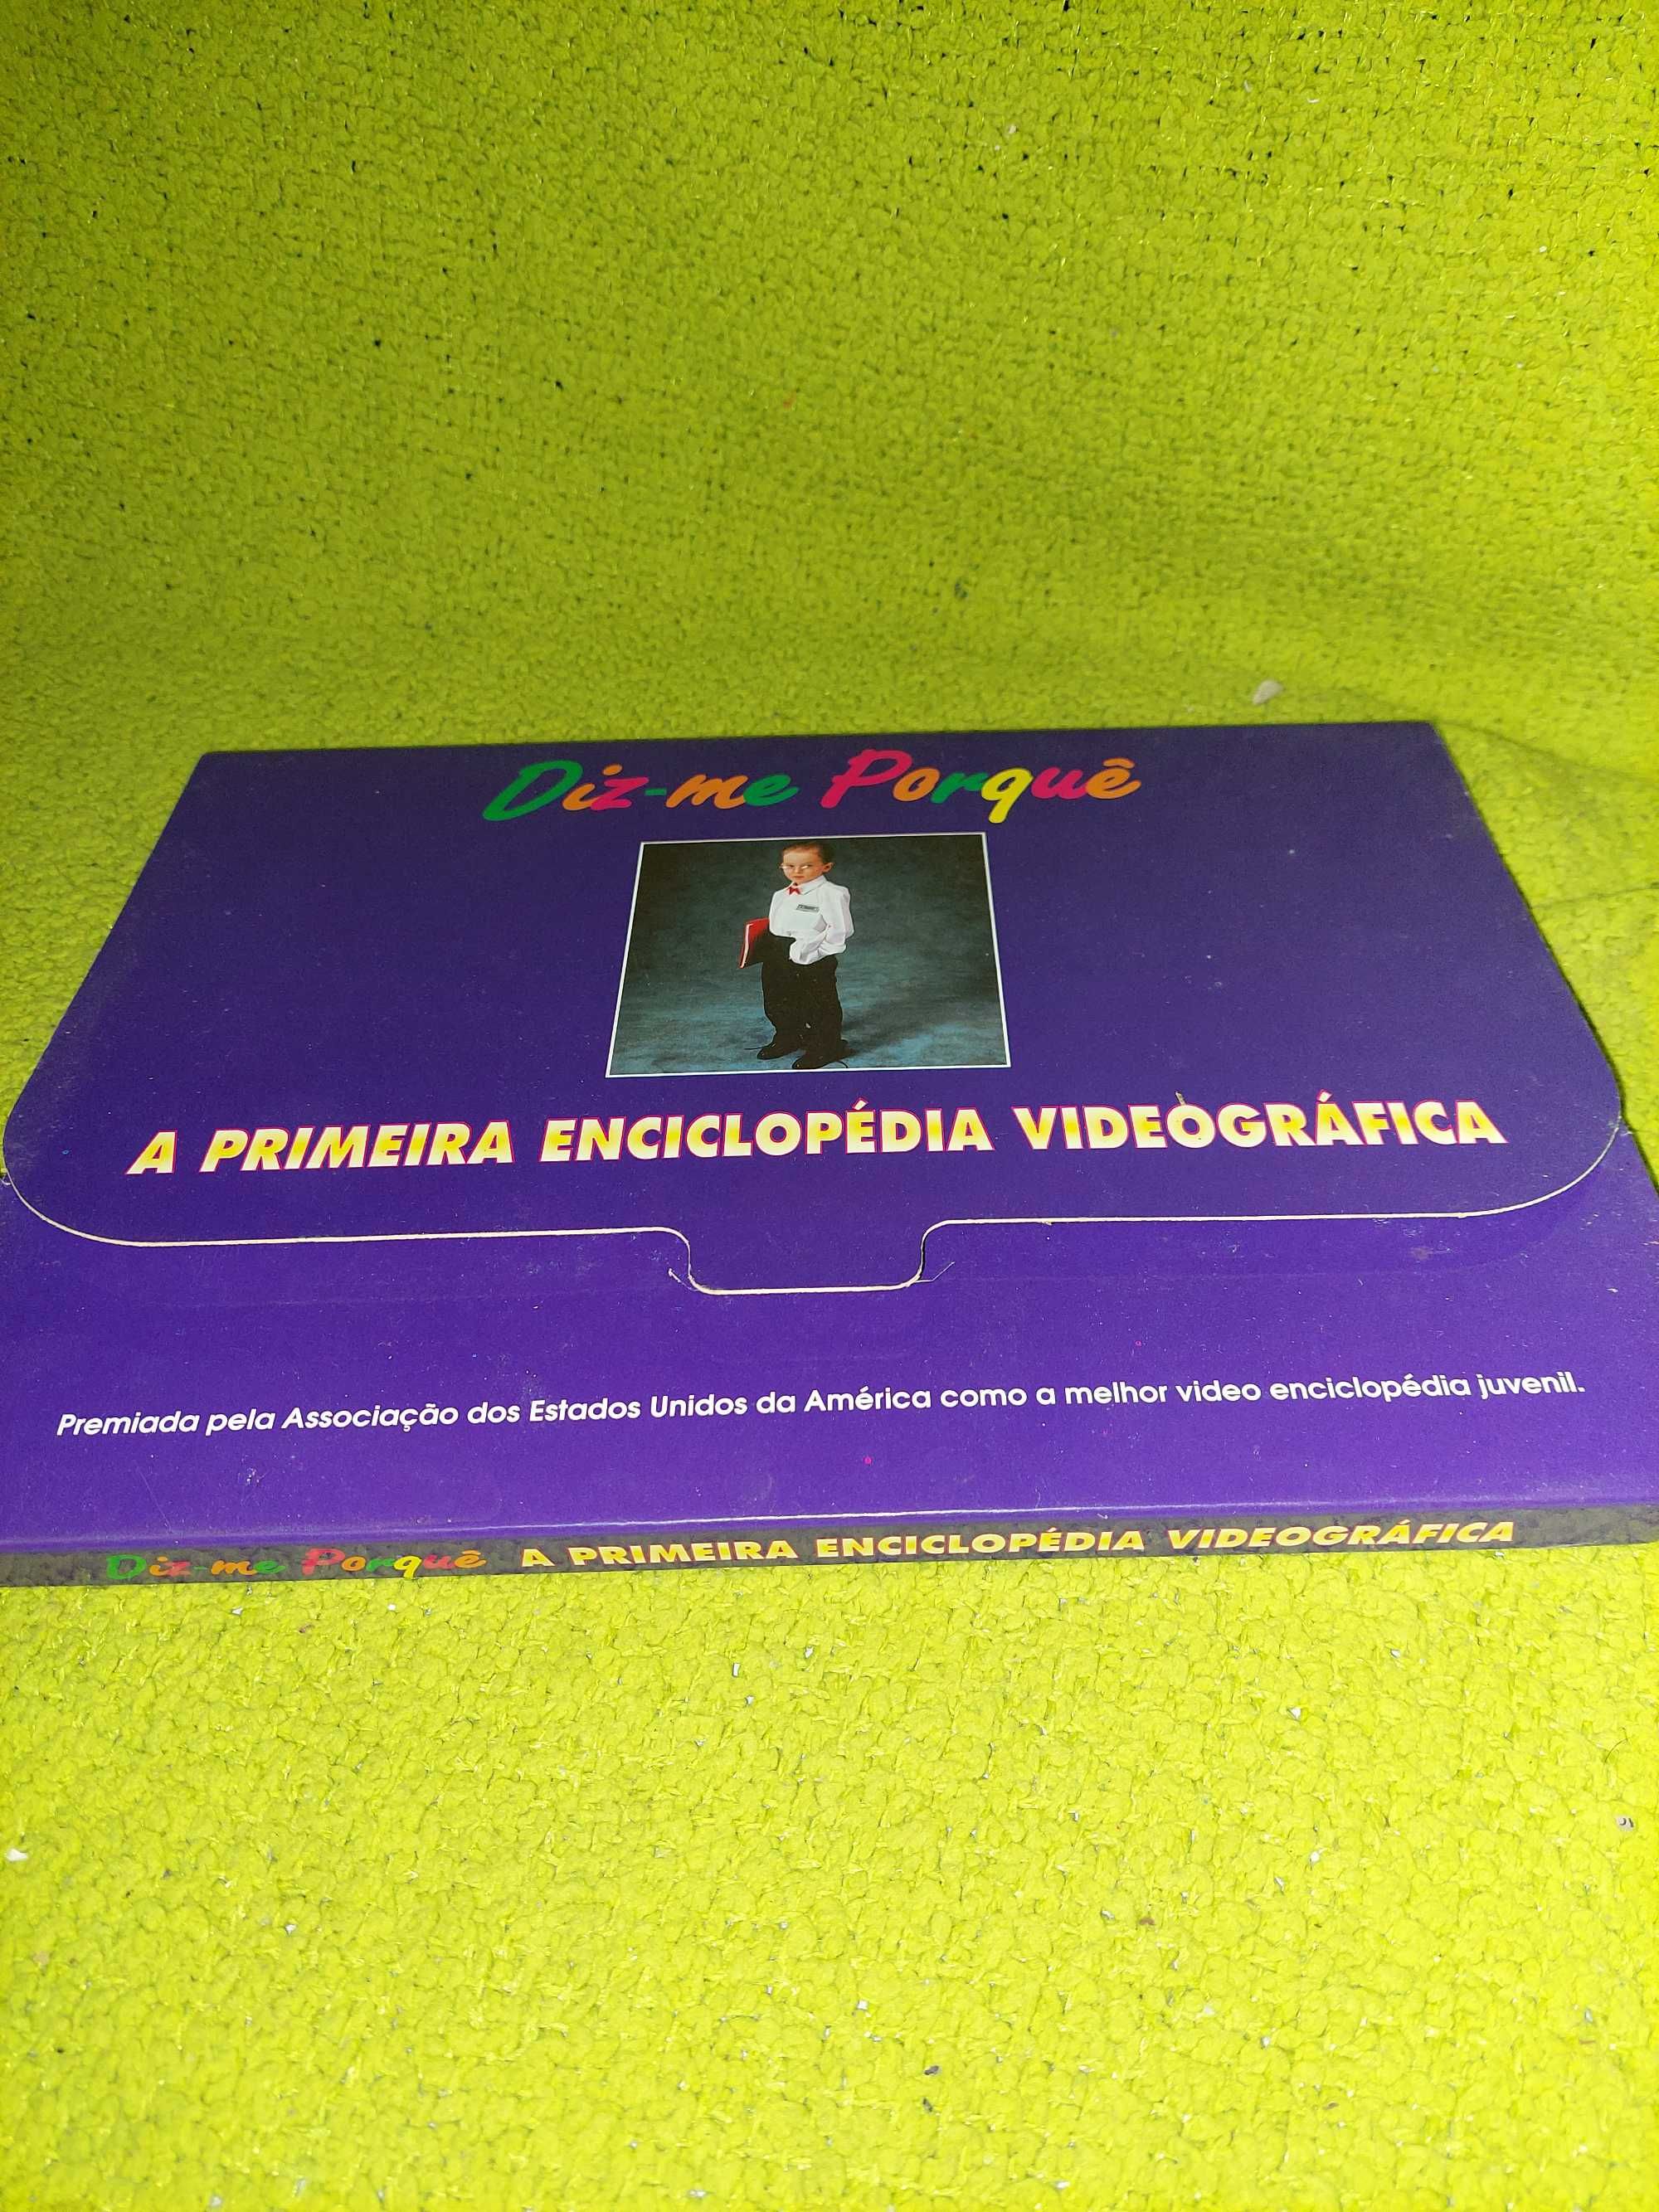 Diz-me Porquê
A PRIMEIRA ENCICLOPÉDIA VIDEOGRÁFICA
Premiada pela Associação dos Estados Unidos da América como a melhor video enciclopédia juvenil.
Diz-me Porquê A PRIMEIRA ENCICLOPÉDIA VIDEOGRÁFICA